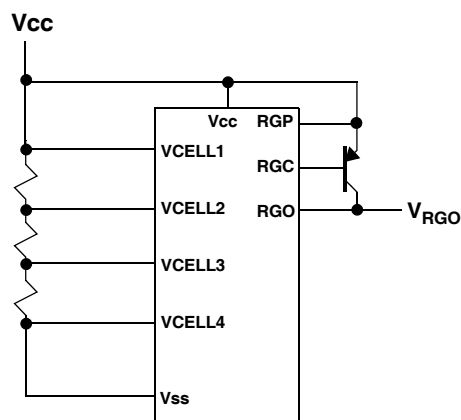 Vcc
Vcc
RGP
VCELL1
RGC
VCELL2
RGO
VRGO
VCELL3
VCELL4
Vss